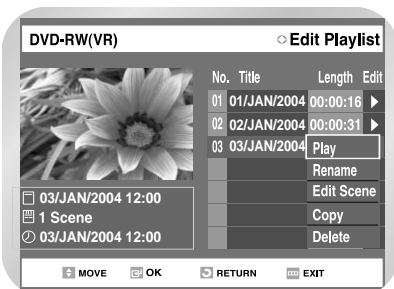 DVD-RW(VR)
Edit Playlist
No. Title Length Edit
01 01/JAN/2004 00:00:16
02 02/JAN/2004 00:00:31
03 03/JAN/2004 Play
Rename
Edit Scene
Copy
Delete
03/JAN/2004 12:00
1 Scene
03/JAN/2004 12:00
MOVE OK RETURN EXIT